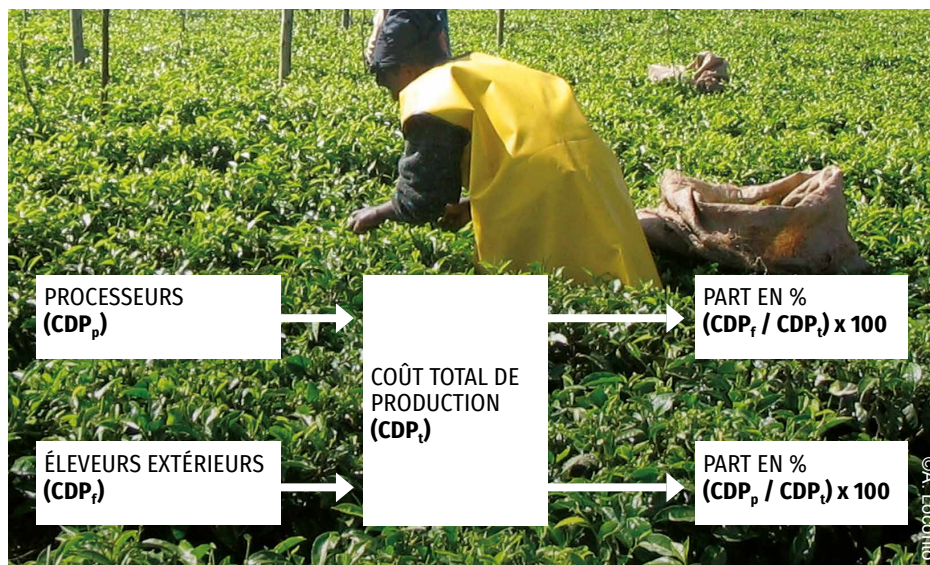 PROCESSEURS
(CDPp)
COÛT TOTAL DE
PRODUCTION
(CDPt)
PART EN %
(CDPf / CDPt) x 100
ÉLEVEURS EXTÉRIEURS
(CDPf)
PART EN %
(CDPp / CDPt) x 100
©A. Loconto